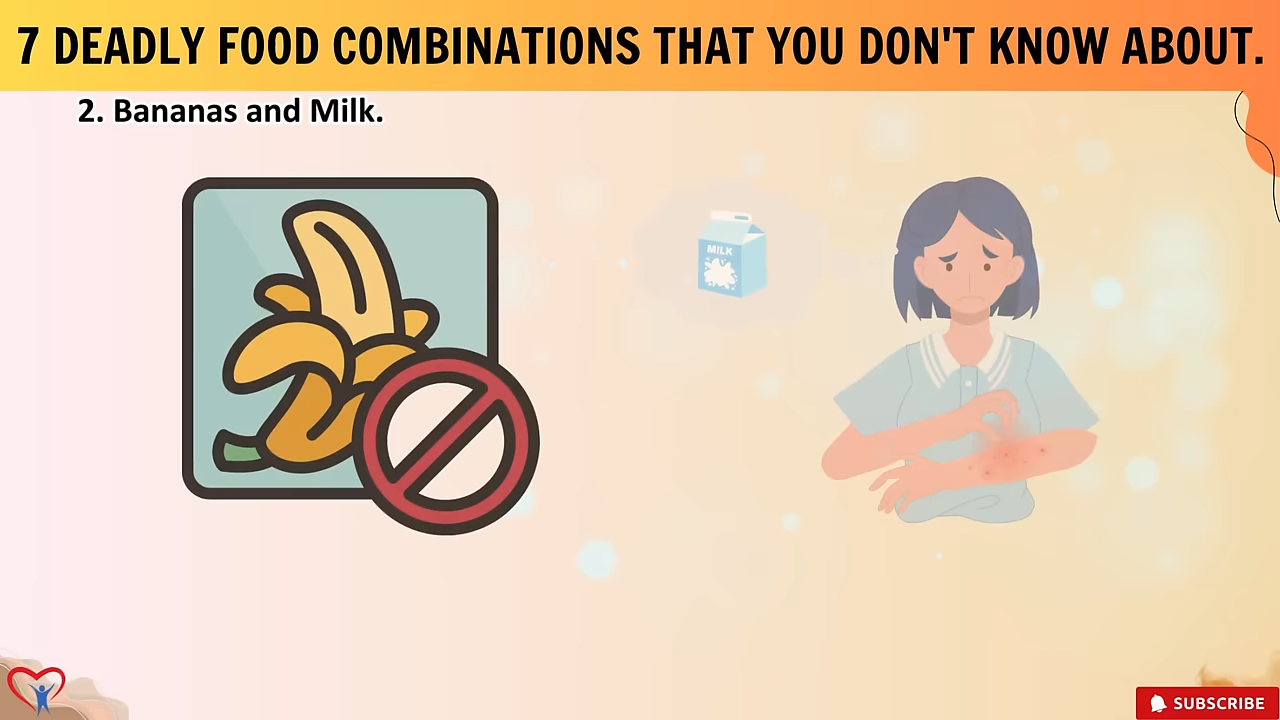 7 DEADLY FOOD COMBINATIONS THAT YOU DON'T KNOW ABOUT.
2. Bananas and Milk.
MILK
SUBSCRIBE